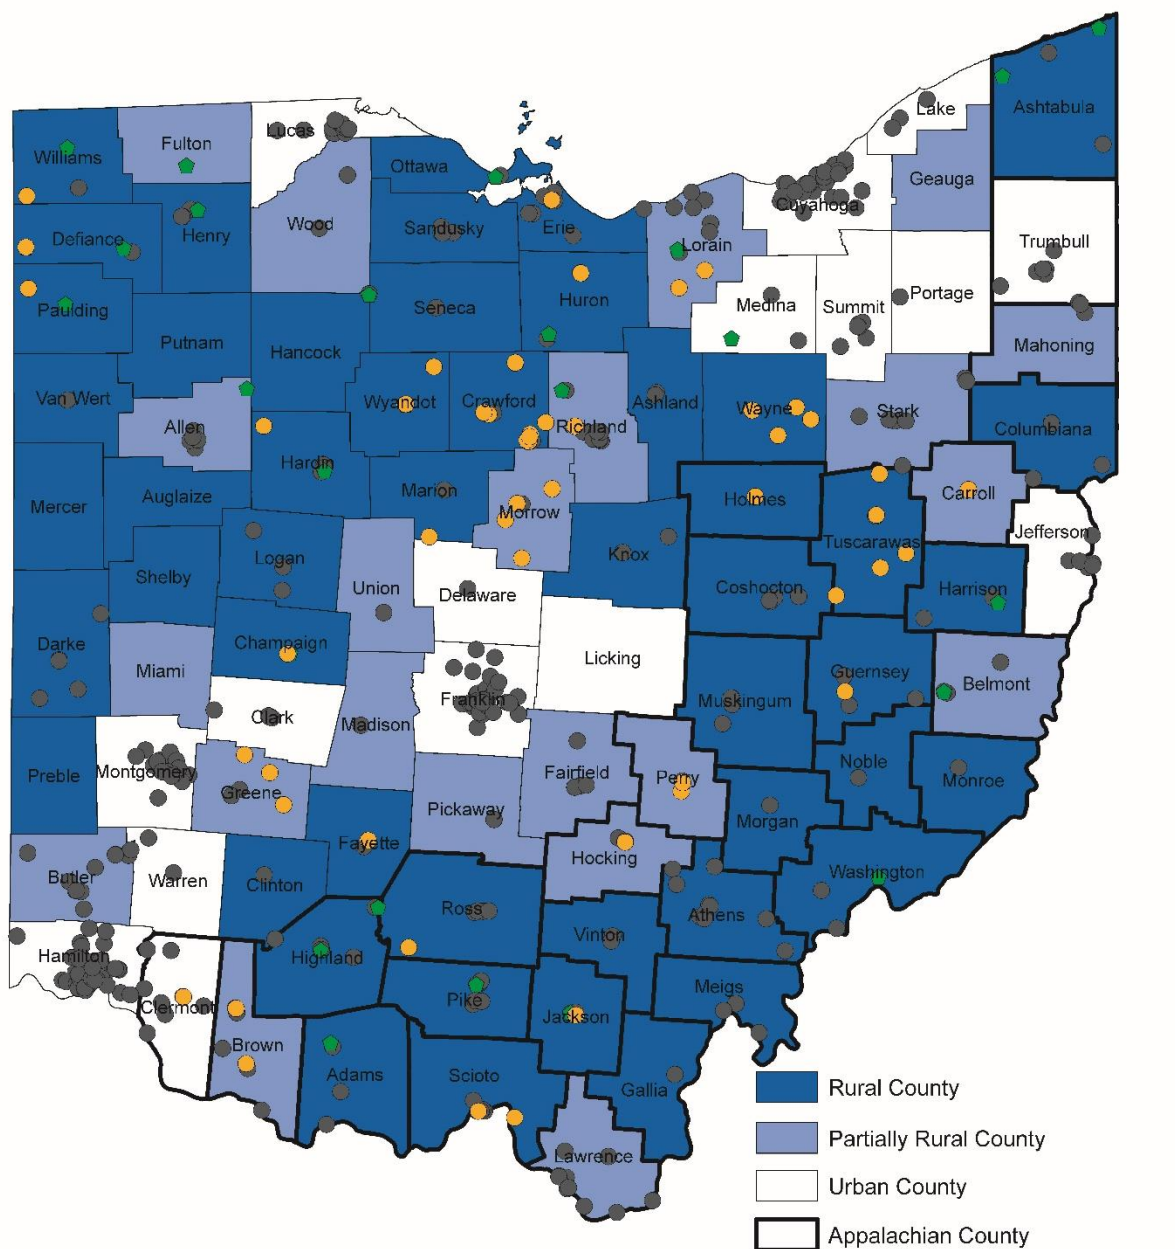 Ashtabula
Lake
Lucas
Fulton
Williams
Ottawa
Geauga
Cuyahoga
Wood
Erie
Sandusky
Henry
Defiance
Lorain
Trumbull
Portage
Huron
Medina
Summit
Seneca
Paulding
Putnam
Mahoning
Hancock
Van Wert
Wyandot
Crawford
Ashland
Wayne
Stark
Allen
Richland
Columbiana
Hardin
Marion
Carroll
Auglaize
Holmes
Mercer
Morrow
Jefferson
Tuscarawas
Knox
Logan
Shelby
Coshocton
Union
Harrison
Delaware
Darke
Champaign
Licking
Miami
Guernsey
Belmont
Franklin
Muskingum
Clark
Madison
Noble
Montgomery
Fairfield
Preble
Perry
Monroe
Greene
Pickaway
Morgan
Fayette
Hocking
Washington
Butler
Warren
Clinton
Ross
Athens
Vinton
Hamilton
Highland
Meigs
Pike
Clermont
Jackson
Brown
Adams
Scioto
Gallia
Rural County
Partially Rural County
Lawrence
Urban County
Appalachian County